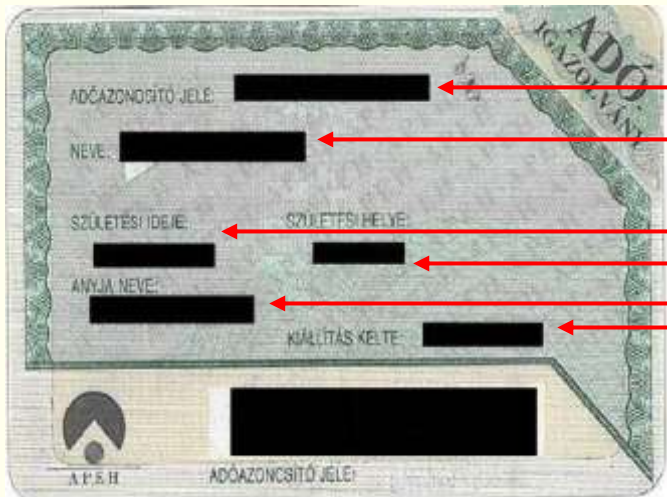 ADÓ
IGAZOLVÁNY
ADÓAZONOSÍTÓ JELE:
NEVE:
SZÜLETÉSI IDEJE: SZÜLETÉSI HELYE:
ANYJA NEVE:
KIÁLLÍTÁS KELTE:
APEH
ADÓAZONOSÍTÓ JELE: